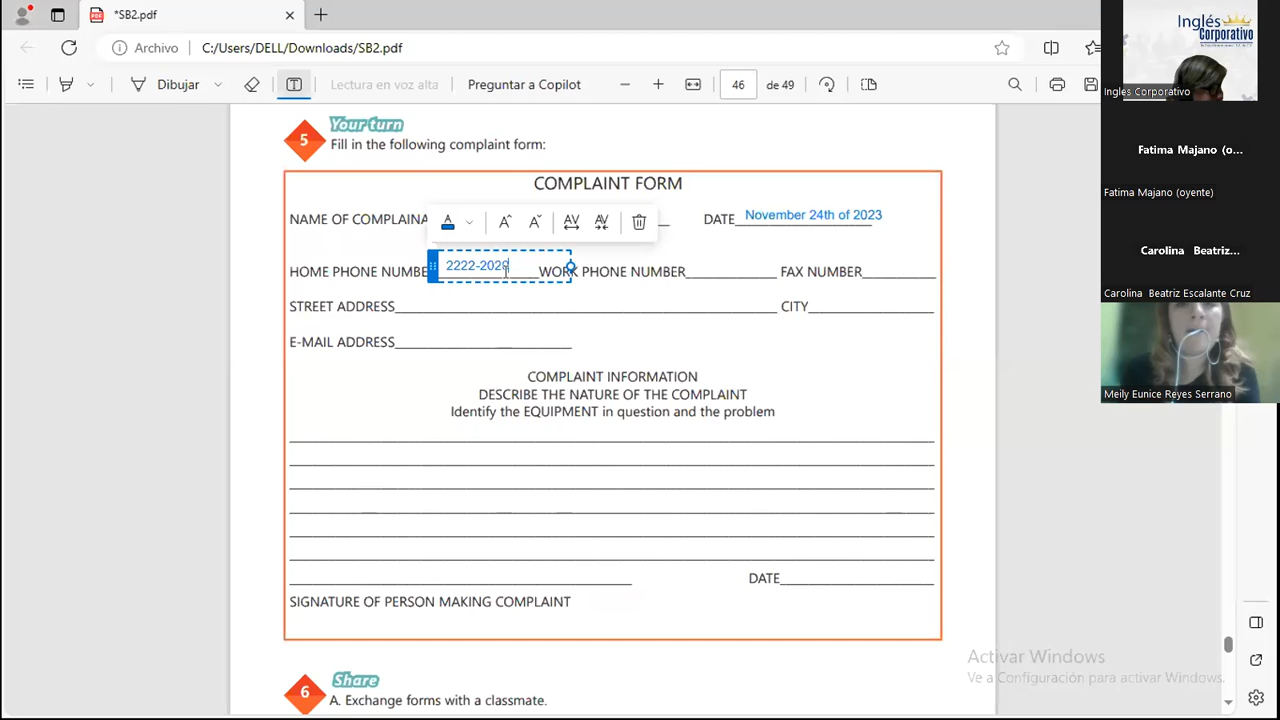 *SB2.pdf
Archivo C:/Users/DELL/Downloads/SB2.pdf
Dibujar Lectura en voz alta Preguntar a Copilot 46 de 49
Inglés
Corporativo
Ingles Corporativo
Fatima Majano (o...
Fatima Majano (oyente)
Carolina Beatriz...
Carolina Beatriz Escalante Cruz
Meily Eunice Reyes Serrano
5 Your turn
Fill in the following complaint form:
COMPLAINT FORM
NAME OF COMPLAINA DATE November 24th of 2023
HOME PHONE NUMBE 2222-2029 WORK PHONE NUMBER FAX NUMBER
STREET ADDRESS CITY
E-MAIL ADDRESS
COMPLAINT INFORMATION
DESCRIBE THE NATURE OF THE COMPLAINT
Identify the EQUIPMENT in question and the problem
DATE
SIGNATURE OF PERSON MAKING COMPLAINT
6 Share
A. Exchange forms with a classmate.
Activar Windows
Ve a Configuración para activar Windows.